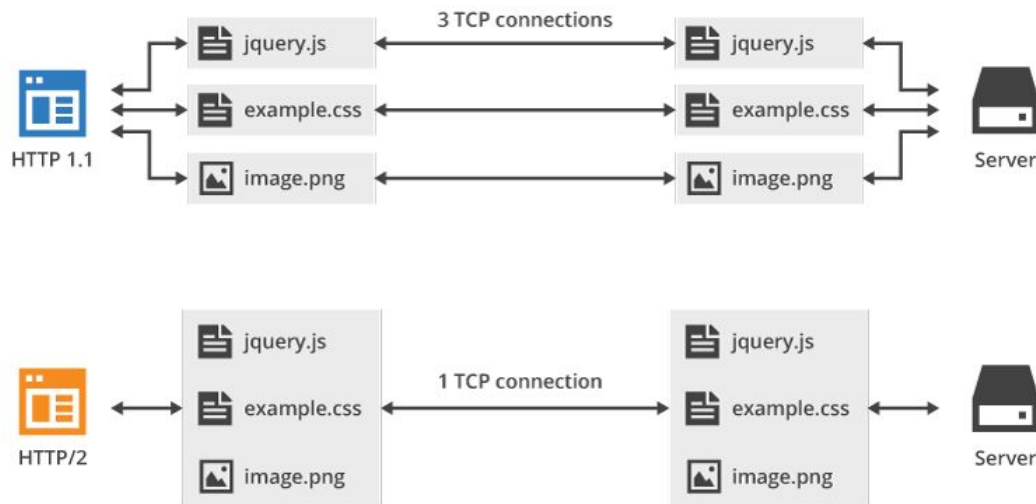 3 TCP connections
jquery.js
jquery.js
example.css
example.css
HTTP 1.1
Server
image.png
image.png
jquery.js
jquery.js
1 TCP connection
example.css
example.css
HTTP/2
Server
image.png
image.png